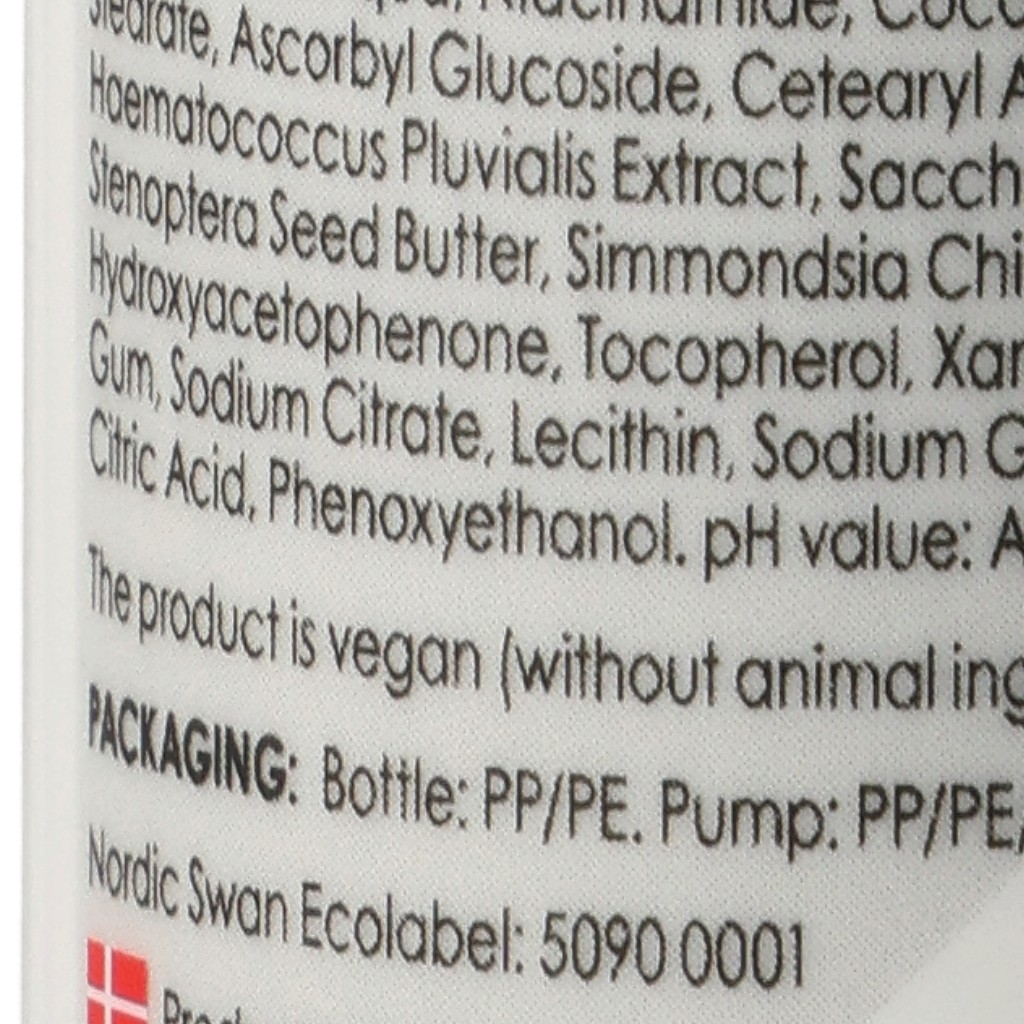 Niacinamide,
Ascorbyl Glucoside, Cetearyl
Haematococcus Pluvialis Extract,
Stenoptera Seed Butter, Simmondsia
Hydroxyacetophenone, Tocopherol,
Gum, Sodium Citrate, Lecithin, Sodium
Citric Acid, Phenoxyethanol. pH value:
The product is vegan (without animal
PACKAGING: Bottle: PP/PE. Pump: PP/PE,
Nordic Swan Ecolabel: 5090 0001